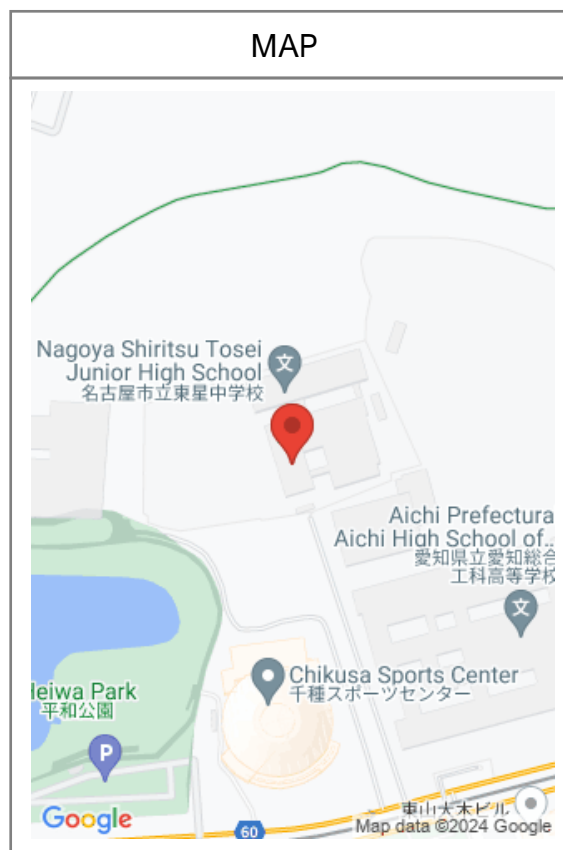 MAP
Nagoya Shiritsu Tosei
Junior High School
名古屋市立東星中学校
文
Aichi Prefectura
Aichi High School of...
愛知県立愛知総合
工科高等学校
文
Chikusa Sports Center
千種スポーツセンター
Heiwa Park
平和公園
P
東山大木ビル
Google
60
Map data ©2024 Google